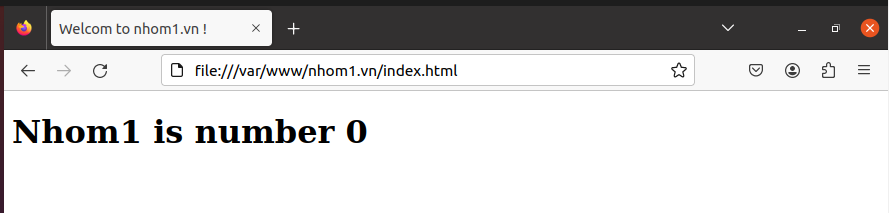 Welcom to nhom1.vn !
file:///var/www/nhom1.vn/index.html
Nhom1 is number 0